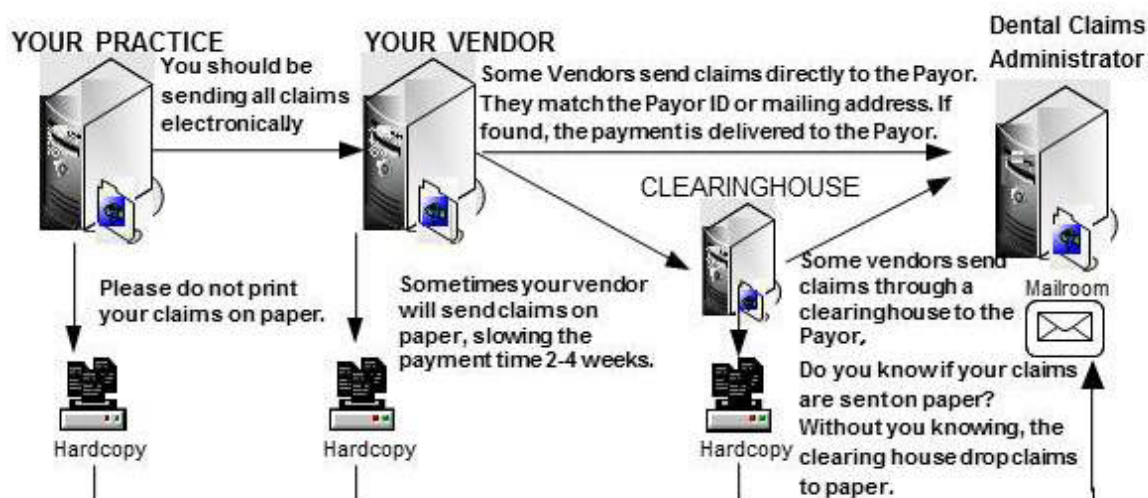 YOUR PRACTICE
You should be
sending all claims
electronically
YOUR VENDOR
Some Vendors send claims directly to the Payor.
They match the Payor ID or mailing address. If
found, the payment is delivered to the Payor.
Dental Claims
Administrator
CLEARINGHOUSE
Please do not print
your claims on paper.
Hardcopy
Sometimes your vendor
will send claims on
paper, slowing the
payment time 2-4 weeks.
Hardcopy
Hardcopy
Some vendors send
claims through a
clearinghouse to the
Payor,
Do you know if your claims
are sent on paper?
Without you knowing, the
clearing house drop claims
to paper.
Mailroom